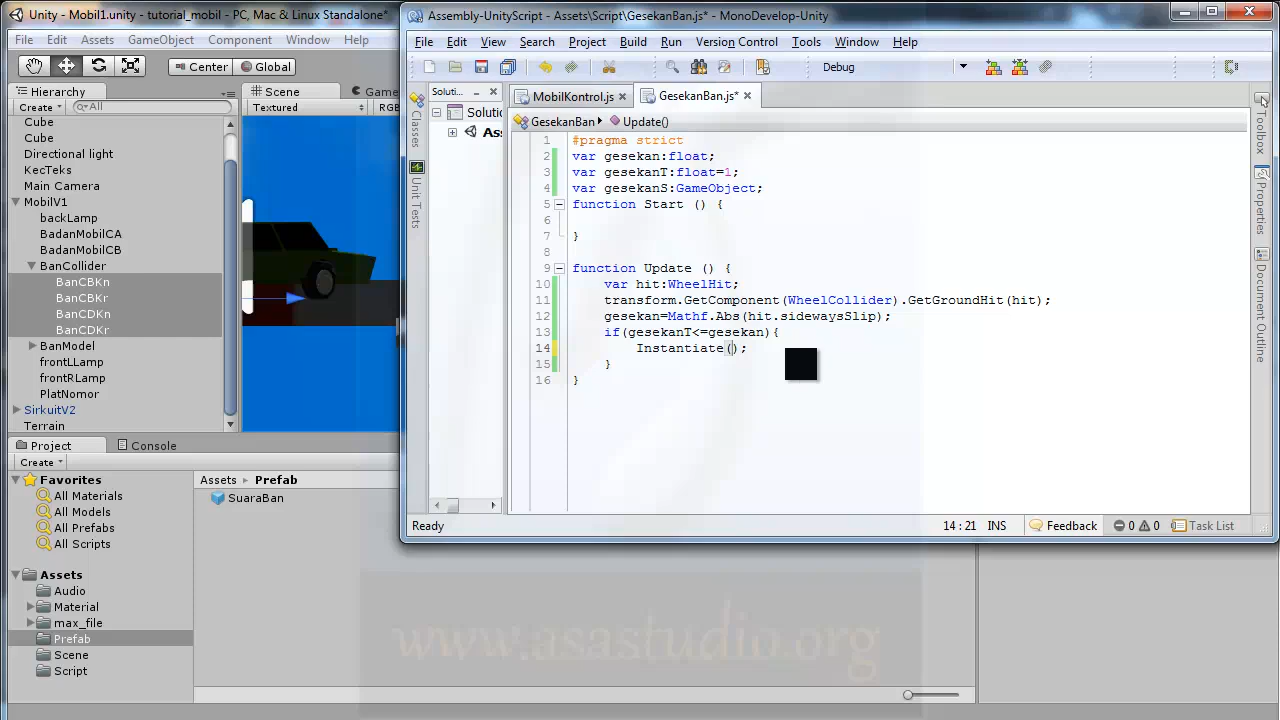 Unity - Mobil1.unity - tutorial_mobil - PC, Mac & Linux Standalone*
File Edit Assets GameObject Component Window Help
Center Global
Hierarchy
Create All
Cube
Cube
Directional light
KecTeks
Main Camera
MobilV1
backLamp
BadanMobilCA
BadanMobilCB
BanCollider
BanCBKn
BanCBKr
BanCDKn
BanCDKr
BanModel
frontLLamp
frontRLamp
PlatNomor
SirkuitV2
Terrain
Scene Game
Textured RGB
Assembly-UnityScript - Assets\Script\GesekanBan.js* - MonoDevelop-Unity
File Edit View Search Project Build Run Version Control Tools Window Help
Debug
Classes
Unit Tests
Solut..
Solutio
Ass
MobilKontrol.js GesekanBan.js*
GesekanBan Update()
1 #pragma strict
2 var gesekan:float;
3 var gesekanT:float=1;
4 var gesekanS:GameObject;
5 function Start () {
6
7 }
8
9 function Update () {
10 var hit:WheelHit;
11 transform.GetComponent(WheelCollider).GetGroundHit(hit);
12 gesekan=Mathf.Abs(hit.sidewaysSlip);
13 if(gesekanT<=gesekan){
14 Instantiate();
15 }
16 }
Toolbox
Properties
Document Outline
Ready 14 : 21 INS Feedback 0 0 Task List
Project Console
Create
Favorites
All Materials
All Models
All Prefabs
All Scripts
Assets
Audio
Material
max_file
Prefab
Scene
Script
Assets Prefab
SuaraBan
www.asastudio.org